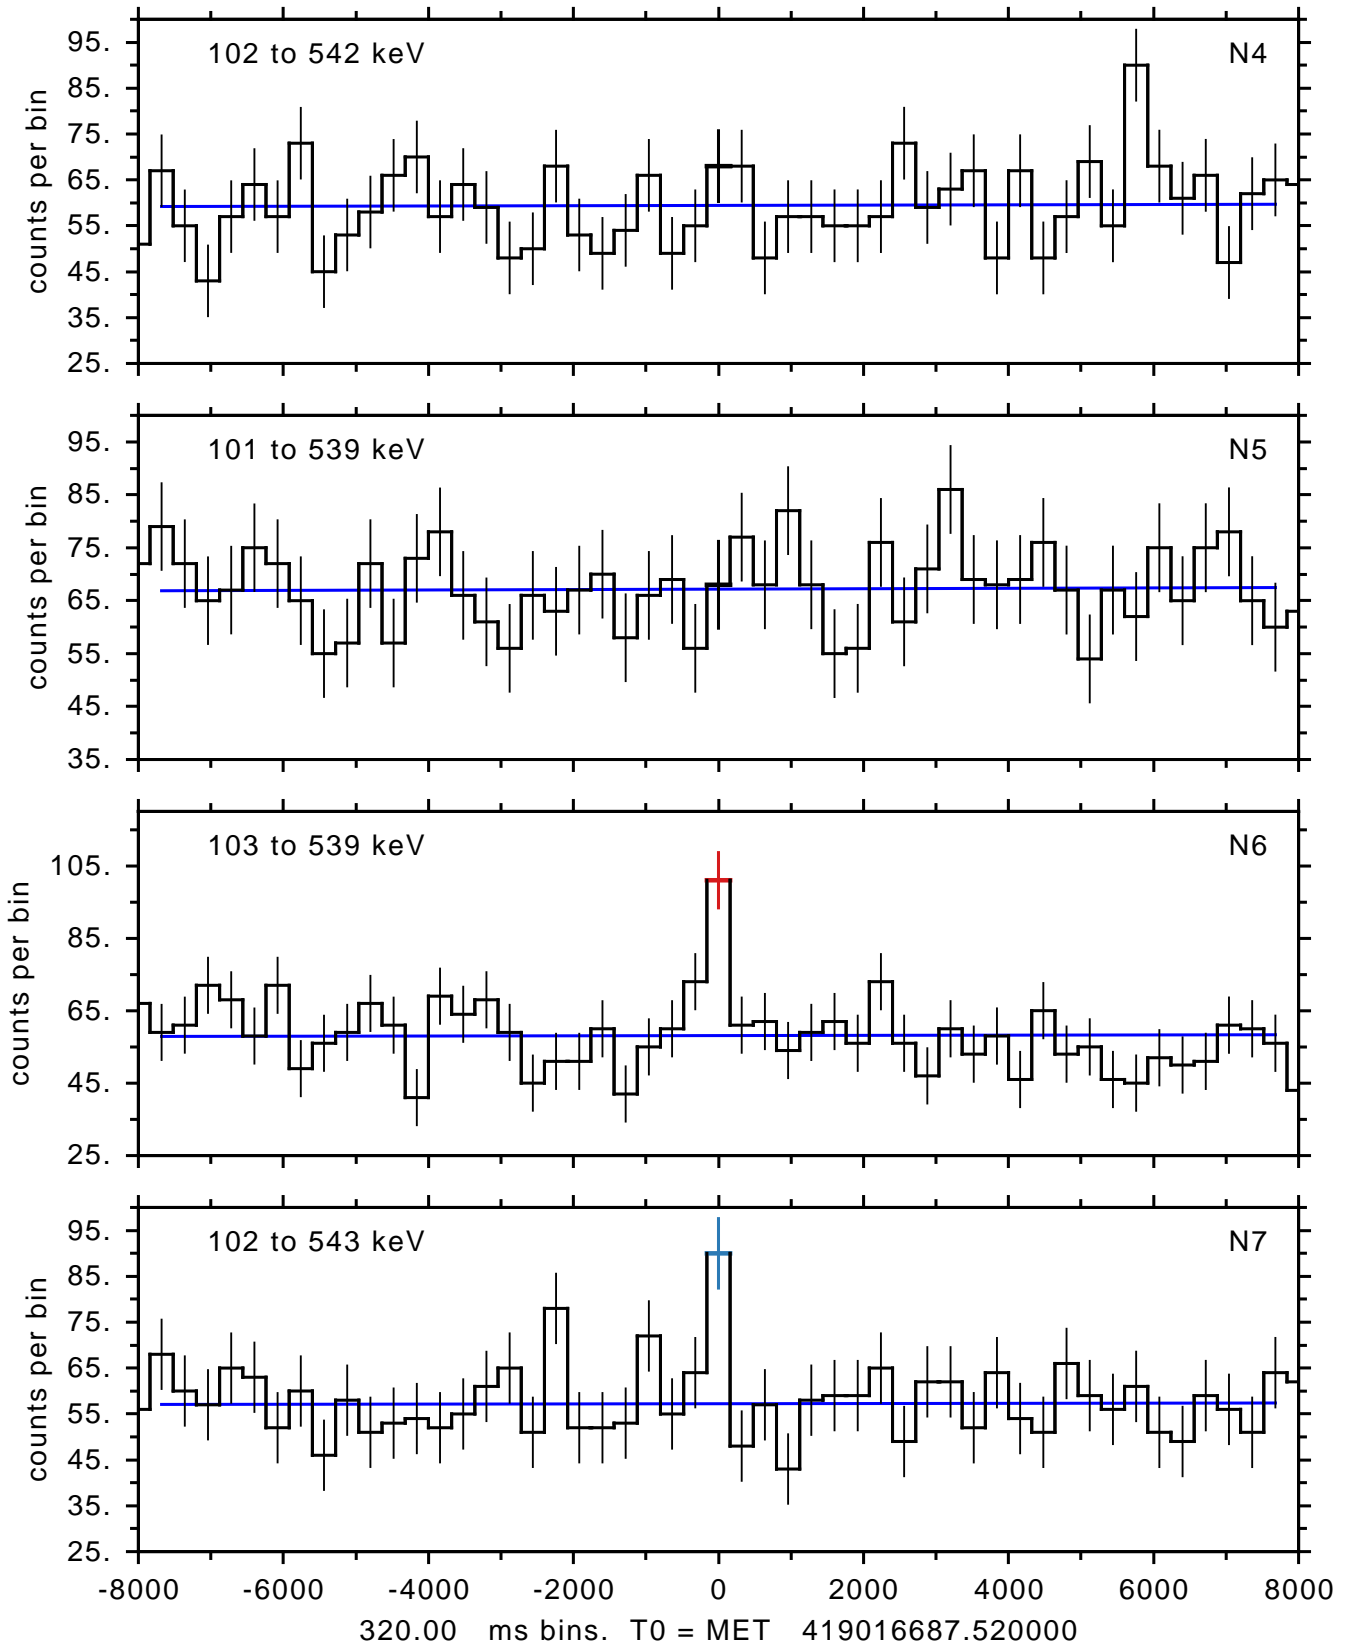 102 to 542 keV N4
counts per bin
95.
85.
75.
65.
55.
45.
35.
25.
101 to 539 keV N5
counts per bin
95.
85.
75.
65.
55.
45.
35.
103 to 539 keV N6
counts per bin
105.
85.
65.
45.
25.
102 to 543 keV N7
counts per bin
95.
85.
75.
65.
55.
45.
35.
25.
-8000 -6000 -4000 -2000 0 2000 4000 6000 8000
320.00 ms bins. T0 = MET 419016687.520000